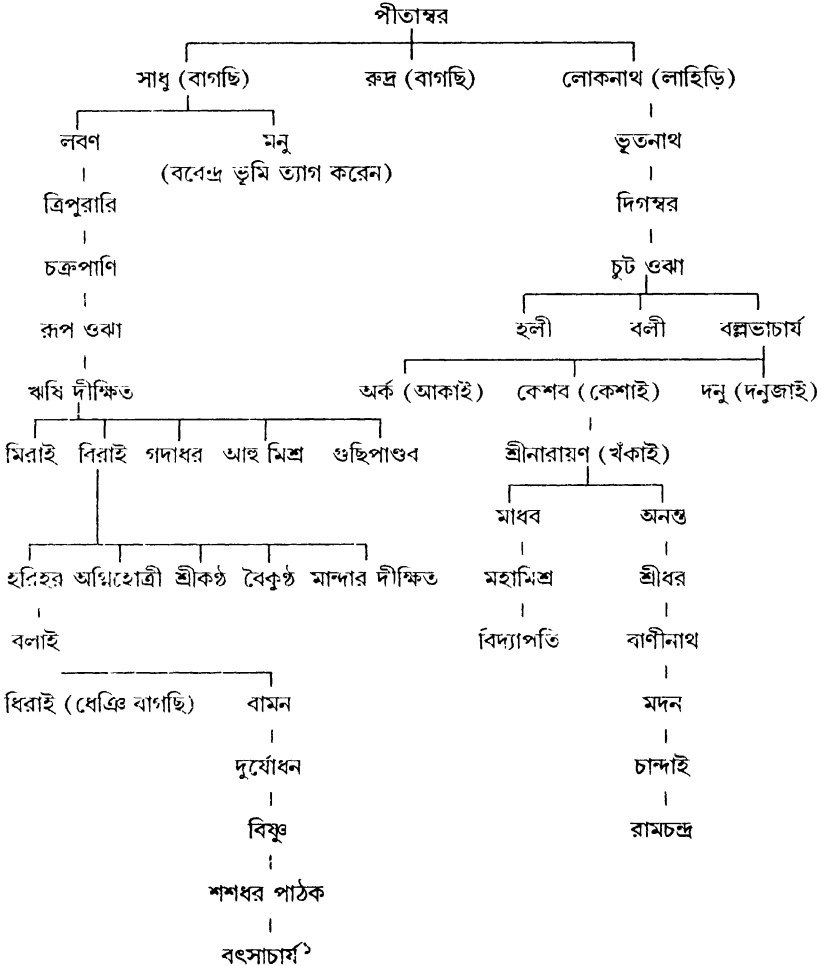 পীতাম্বর
সাধু (বাগছি) রুদ্র (বাগছি) লোকনাথ (লাহিড়ি)
লবণ মনু ভূতনাথ
(ববেন্দ্র ভূমি ত্যাগ করেন)
ত্রিপুরারি দিগম্বর
চক্রপাণি চুট ওঝা
রূপ ওঝা হলী বলী বল্লভাচার্য
ঋষি দীক্ষিত অর্ক (আকাই) কেশব (কেশাই) দনু (দনুজাই)
মিরাই বিরাই গদাধর আহু মিশ্র গুছিপাণ্ডব শ্রীনারায়ণ (খঁকাই)
মাধব অনন্ত
হরিহর অগ্নিহোত্রী শ্রীকণ্ঠ বৈকুণ্ঠ মান্দার দীক্ষিত মহামিশ্র শ্রীধর
বলাই বিদ্যাপতি বাণীনাথ
ধিরাই (ধেঞি বাগছি) বামন মদন
দুর্যোধন চান্দাই
বিষ্ণু রামচন্দ্র
শশধর পাঠক
বৎসাচার্য১